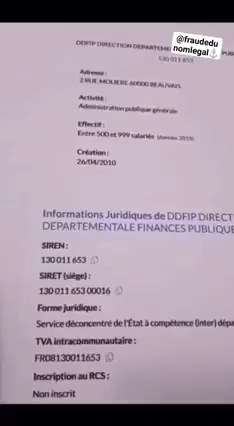 @fraudedu
nomlegal⚓
DDFIP DIRECTION DEPARTEM
130 011 653
Adresse :
2 RUE MOLIERE 60000 BEAUVAIS
Activité :
Administration publique générale
Effectif :
Entre 500 et 999 salariés (données 2019)
Création :
26/04/2010
Informations Juridiques de DDFIP DIRECT
DEPARTEMENTALE FINANCES PUBLIQUE
SIREN :
130 011 653
SIRET (siège) :
130 011 653 00016
Forme juridique :
Service déconcentré de l'État à compétence (inter) dépa
TVA intracommunautaire :
FR08130011653
Inscription au RCS :
Non inscrit